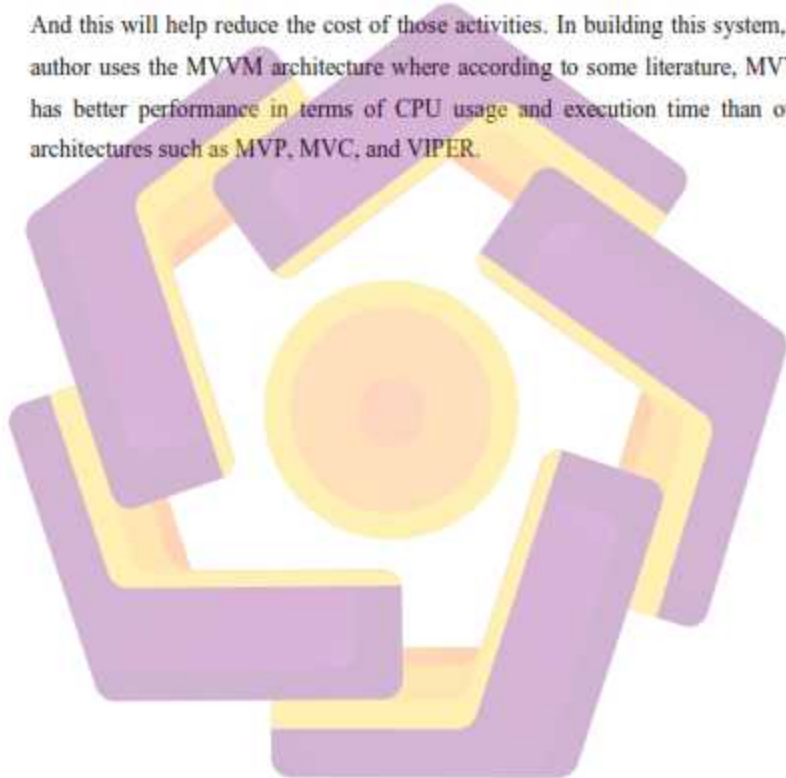 And this will help reduce the cost of those activities. In building this system,
author uses the MVVM architecture where according to some literature,
has better performance in terms of CPU usage and execution time than
architectures such as MVP, MVC, and VIPER.